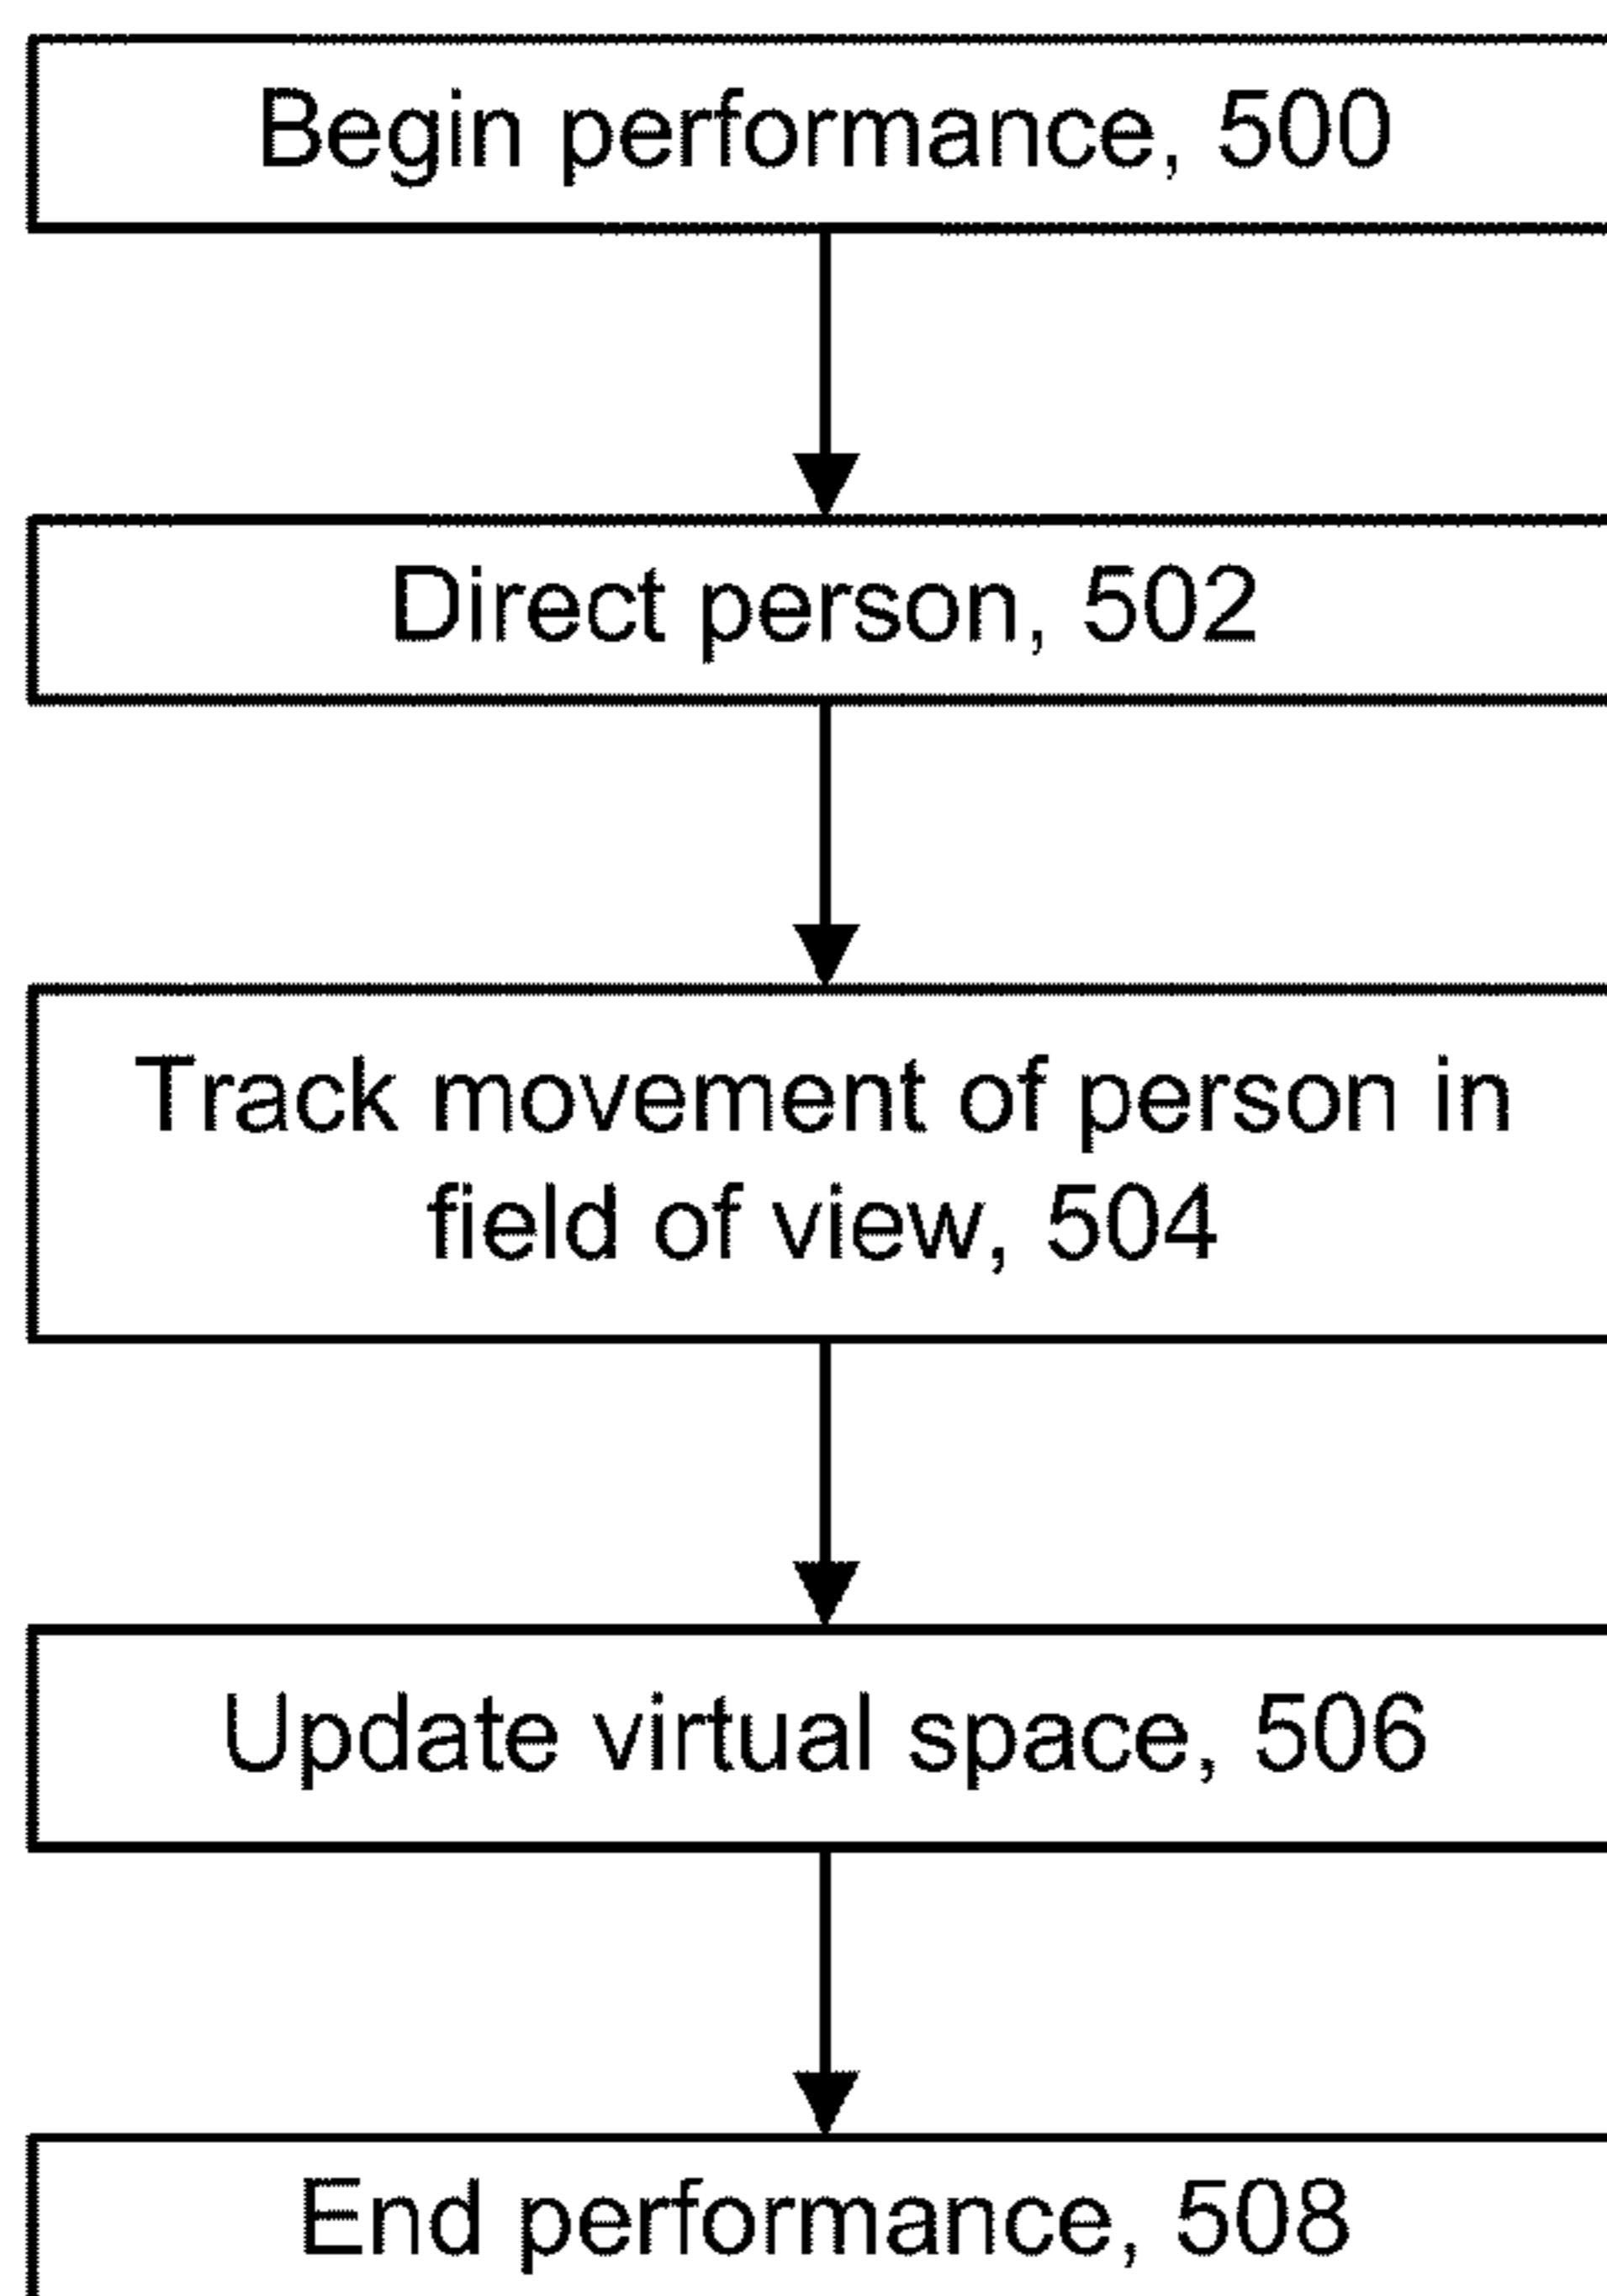 Begin performance, 500
Direct person, 502
Track movement of person in
field of view, 504
Update virtual space, 506
End performance, 508